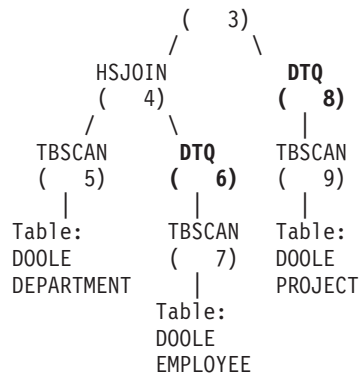 (   3)
/   \
HSJOIN   DTQ
(   4)   (   8)
/   \   |
TBSCAN   DTQ   TBSCAN
(   5)   (   6)   (   9)
|   |   |
Table:   TBSCAN   Table:
DOOLE   (   7)   DOOLE
DEPARTMENT   |   PROJECT
Table:
DOOLE
EMPLOYEE